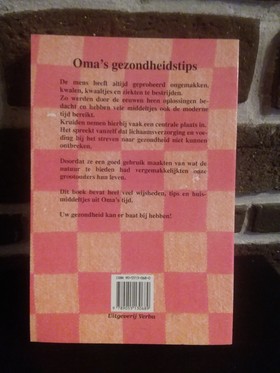 Oma's gezondheidstips
De mens heeft altijd geprobeerd ongemakken,
kwalen, kwaaltjes en ziekten te bestrijden.
Zo werden door de eeuwen heen oplossingen be-
dacht en hebben vele middeltjes ook de moderne
tijd bereikt.
Kruiden nemen hierbij vaak een centrale plaats in.
Het spreekt vanzelf dat lichaamsverzorging en voe-
ding bij het streven naar gezondheid niet kunnen
ontbreken.
Doordat ze een goed gebruik maakten van wat de
natuur te bieden had vergemakkelijkten onze
grootouders hun leven.
Dit boek bevat heel veel wijsheden, tips en huis-
middeltjes uit Oma's tijd.
Uw gezondheid kan er baat bij hebben!
Uitgeverij Verba